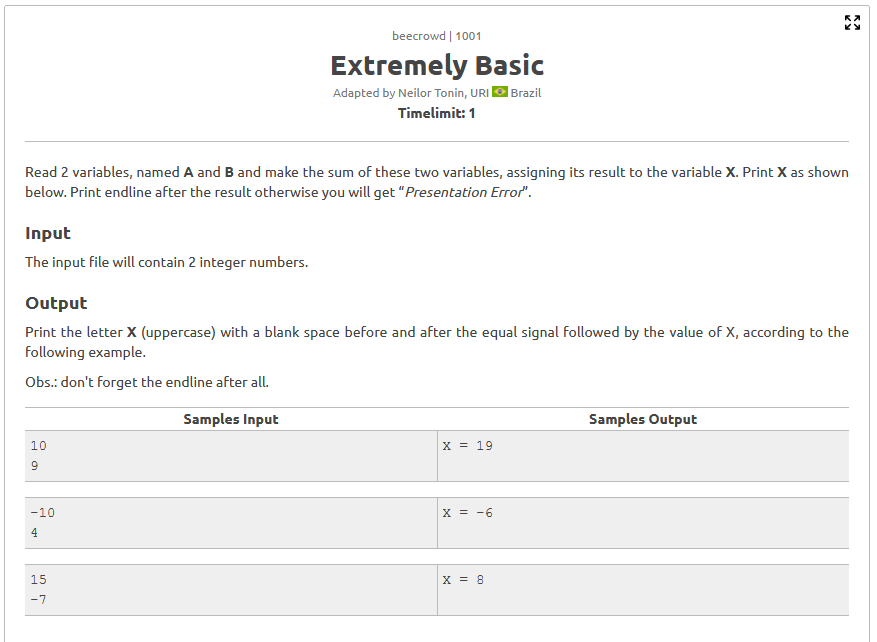 beecrowd | 1001
Extremely Basic
Adapted by Neilor Tonin, URI Brazil
Timelimit: 1
Read 2 variables, named A and B and make the sum of these two variables, assigning its result to the variable X. Print X as shown
below. Print endline after the result otherwise you will get “Presentation Error”.
Input
The input file will contain 2 integer numbers.
Output
Print the letter X (uppercase) with a blank space before and after the equal signal followed by the value of X, according to the
following example.
Obs.: don't forget the endline after all.
Samples Input Samples Output
10 X = 19
9
-10 X = -6
4
15 X = 8
-7